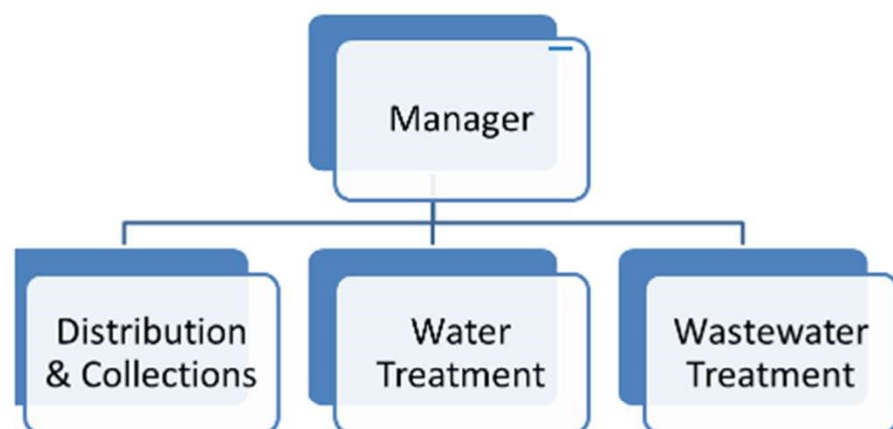 Manager
Distribution
& Collections
Water
Treatment
Wastewater
Treatment